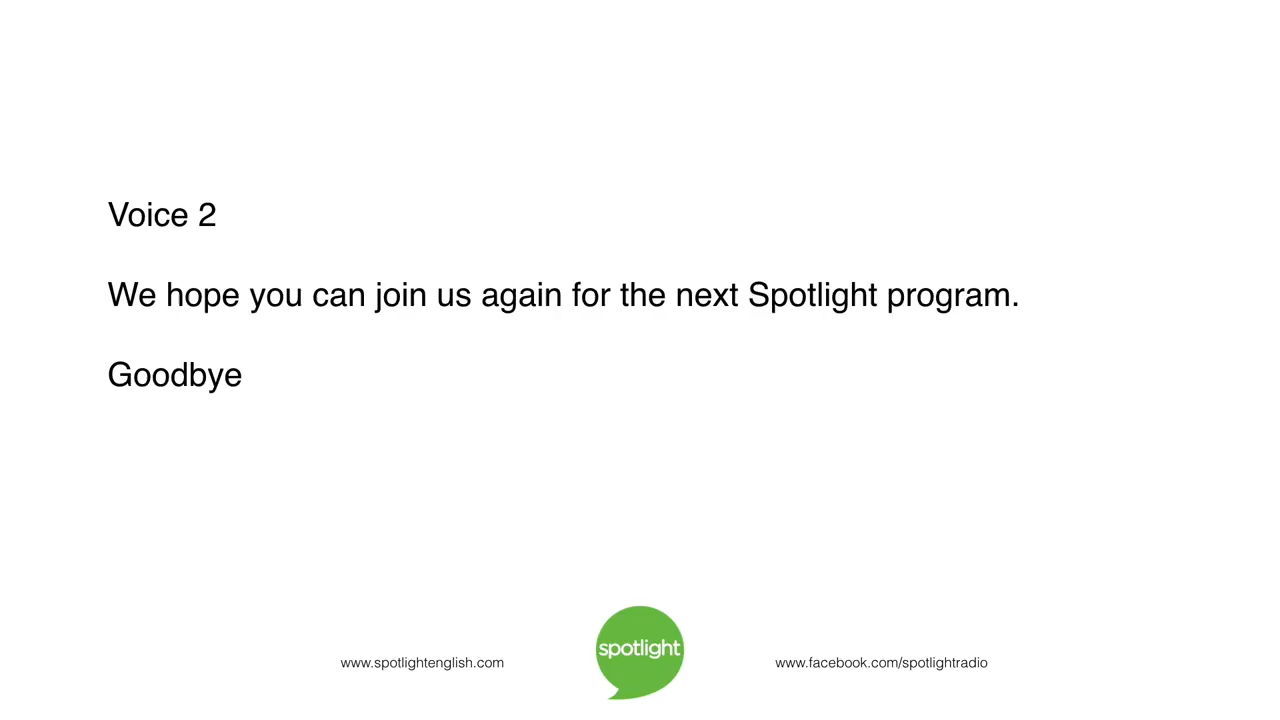 Voice 2
We hope you can join us again for the next Spotlight program.
Goodbye
www.spotlightenglish.com
spotlight
www.facebook.com/spotlightradio